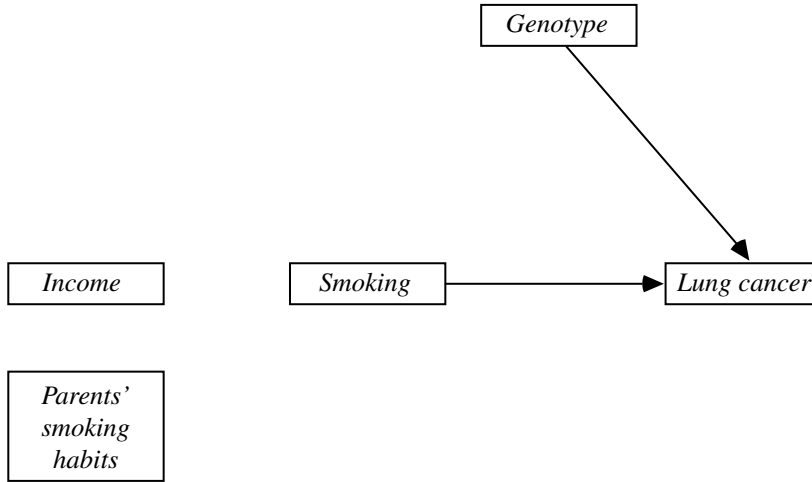 Genotype
Income
Smoking
Lung cancer
Parents’
smoking
habits